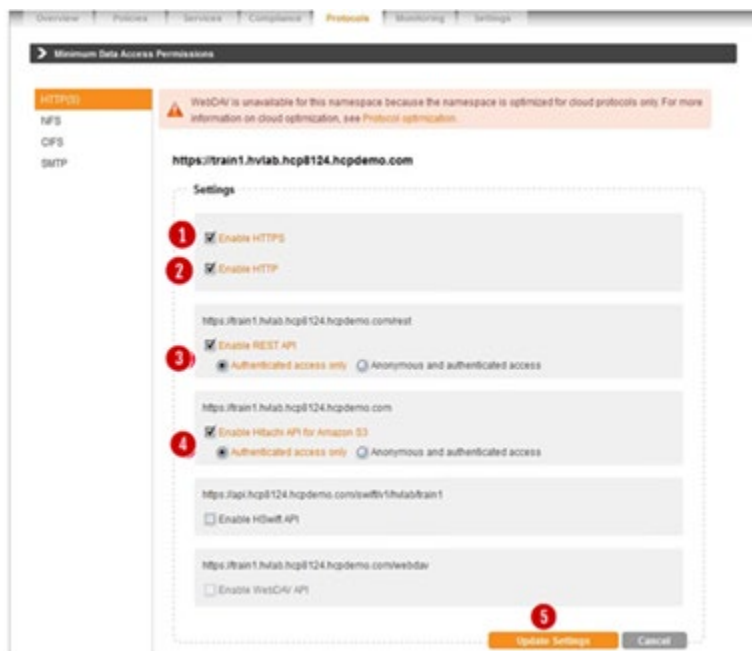 Overview Policies Services Compliance Protocols Monitoring Settings
Minimum Data Access Permissions
HTTP(S)
NFS
CIFS
SMTP
WebDAV is unavailable for this namespace because the namespace is optimized for cloud protocols only. For more
information on cloud optimization, see Protocol optimization.
https://train1.hvlab.hcp8124.hcpdemo.com
Settings
1 Enable HTTPS
2 Enable HTTP
https://train1.hvlab.hcp8124.hcpdemo.com/rest
3 Enable REST API
Authenticated access only Anonymous and authenticated access
https://train1.hvlab.hcp8124.hcpdemo.com
4 Enable Hitachi API for Amazon S3
Authenticated access only Anonymous and authenticated access
https://api.hcp8124.hcpdemo.com/swift/v1/hvlab/train1
Enable HSwift API
https://train1.hvlab.hcp8124.hcpdemo.com/webdav
Enable WebDAV API
5
Update Settings Cancel